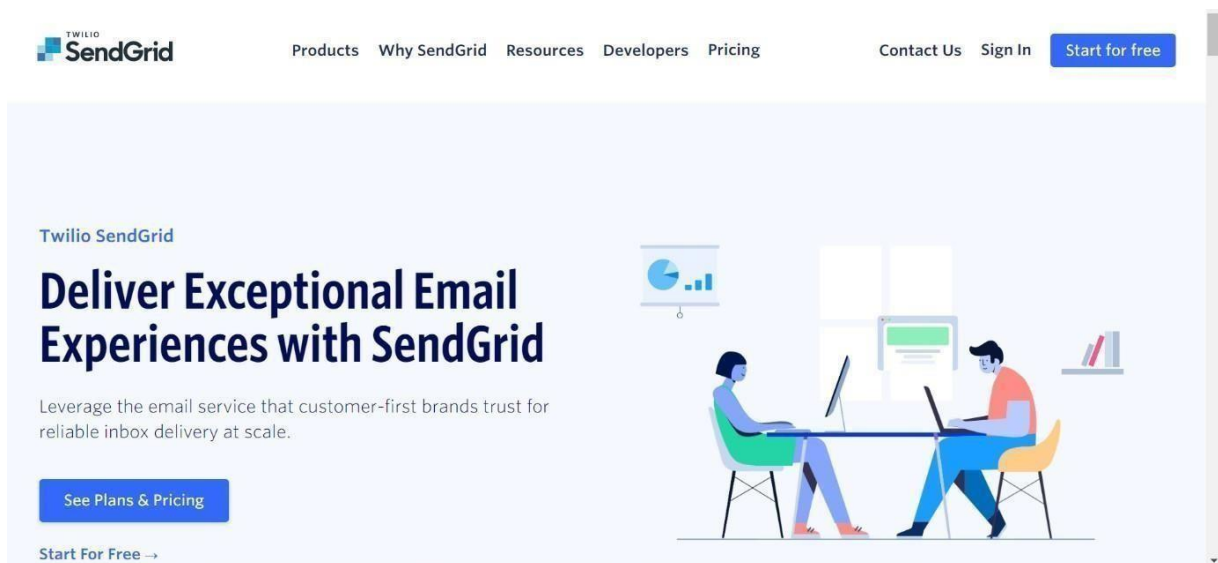 TWILIO
SendGrid
Products Why SendGrid Resources Developers Pricing
Contact Us Sign In Start for free
Twilio SendGrid
Deliver Exceptional Email
Experiences with SendGrid
Leverage the email service that customer-first brands trust for
reliable inbox delivery at scale.
See Plans & Pricing
Start For Free →